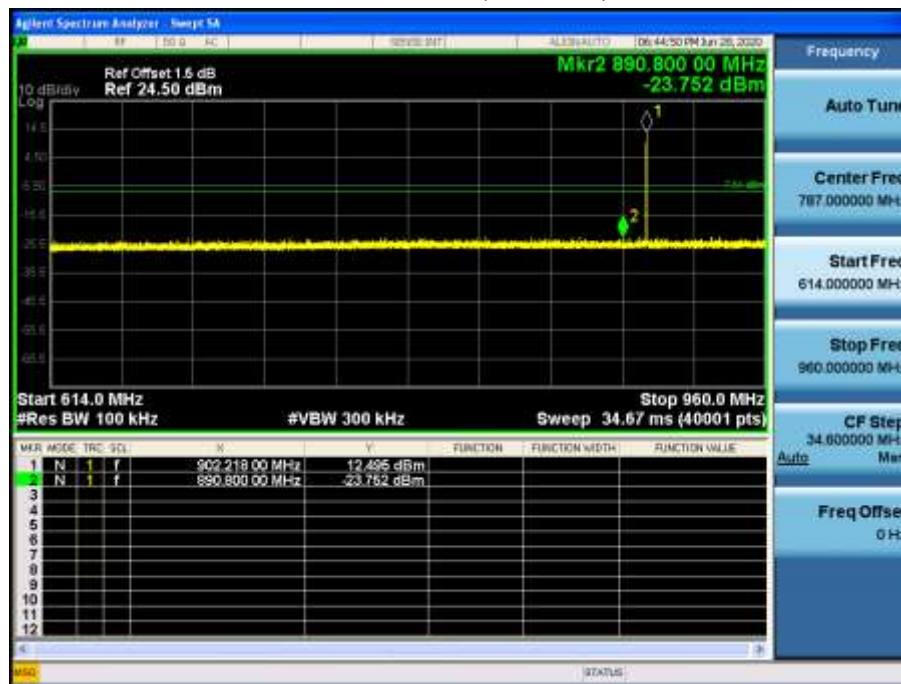 Agilent Spectrum Analyzer - Swept SA
RF 50 Ω AC SENSE:INT ALIGNAUTO 06:44:50 PM Jun 28, 2020
Mkr2 890.800 00 MHz
-23.752 dBm
Ref Offset 1.5 dB
10 dB/div Ref 24.50 dBm
Log
14.5
4.50
-5.50
-15.5
-25.5
-35.5
-45.5
-55.5
-65.5
1
2
Start 614.0 MHz
Stop 960.0 MHz
#Res BW 100 kHz #VBW 300 kHz Sweep 34.67 ms (40001 pts)
MKR MODE TRC SCL X Y FUNCTION FUNCTION WIDTH FUNCTION VALUE
1 N 1 f 902.218 00 MHz 12.495 dBm
2 N 1 f 890.800 00 MHz -23.752 dBm
3
4
5
6
7
8
9
10
11
12
MSG STATUS
Frequency
Auto Tune
Center Freq
787.000000 MHz
Start Freq
614.000000 MHz
Stop Freq
960.000000 MHz
CF Step
34.600000 MHz
Auto Man
Freq Offset
0 Hz